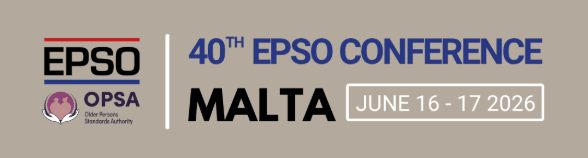 EPSO
OPSA
Older Persons
Standards Authority
40TH EPSO CONFERENCE
MALTA
JUNE 16 - 17 2026